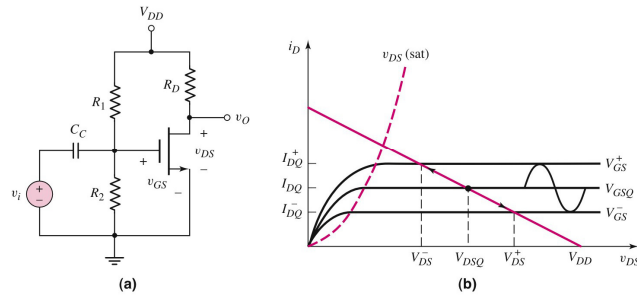 V_DD
R_D
R_1
v_O
C_C
+
+
v_DS
v_i
+
−
R_2
v_GS
−
−
(a)
i_D
v_DS (sat)
I_DQ^+
V_GS^+
I_DQ
V_GSQ
I_DQ^−
V_GS^−
V_DS^−
V_DSQ
V_DS^+
V_DD
v_DS
(b)